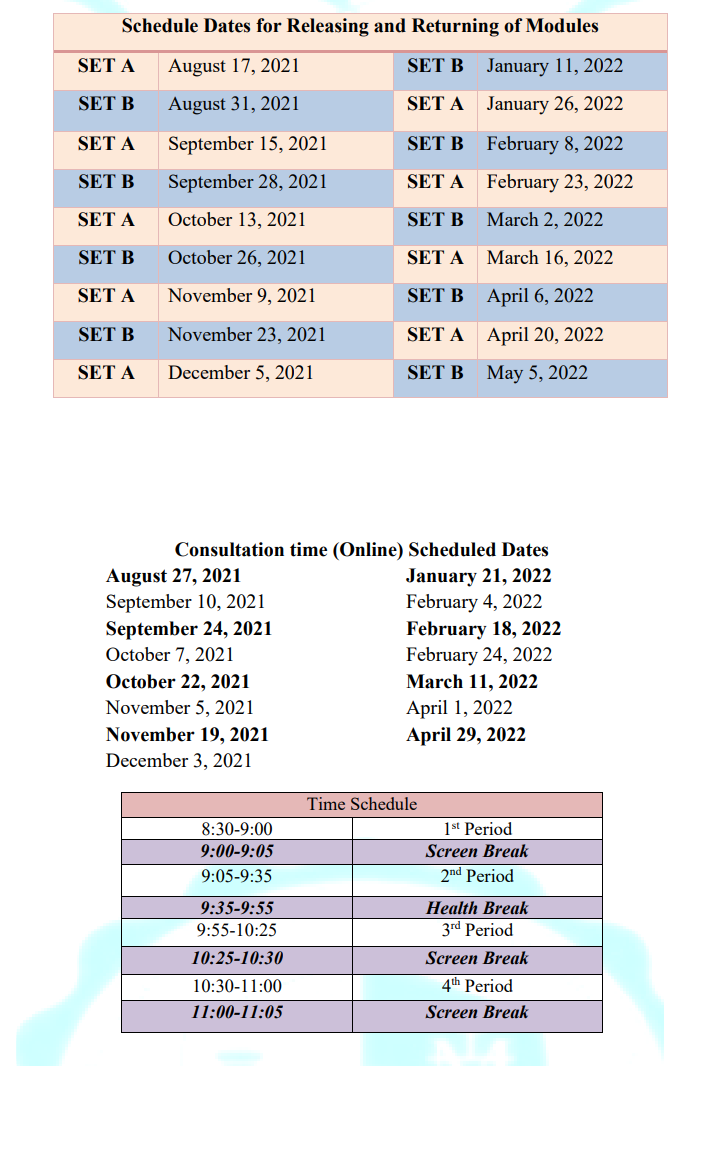 Schedule Dates for Releasing and Returning of Modules
SET A August 17, 2021 SET B January 11, 2022
SET B August 31, 2021 SET A January 26, 2022
SET A September 15, 2021 SET B February 8, 2022
SET B September 28, 2021 SET A February 23, 2022
SET A October 13, 2021 SET B March 2, 2022
SET B October 26, 2021 SET A March 16, 2022
SET A November 9, 2021 SET B April 6, 2022
SET B November 23, 2021 SET A April 20, 2022
SET A December 5, 2021 SET B May 5, 2022
Consultation time (Online) Scheduled Dates
August 27, 2021 January 21, 2022
September 10, 2021 February 4, 2022
September 24, 2021 February 18, 2022
October 7, 2021 February 24, 2022
October 22, 2021 March 11, 2022
November 5, 2021 April 1, 2022
November 19, 2021 April 29, 2022
December 3, 2021
Time Schedule
8:30-9:00 1st Period
9:00-9:05 Screen Break
9:05-9:35 2nd Period
9:35-9:55 Health Break
9:55-10:25 3rd Period
10:25-10:30 Screen Break
10:30-11:00 4th Period
11:00-11:05 Screen Break